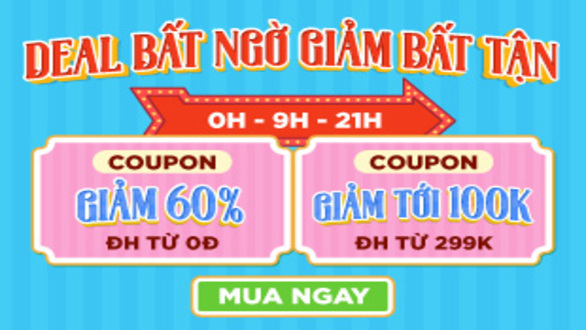 DEAL BẤT NGỜ GIẢM BẤT TẬN
0H - 9H - 21H
COUPON
GIẢM 60%
ĐH TỪ 0Đ
COUPON
GIẢM TỚI 100K
ĐH TỪ 299K
MUA NGAY